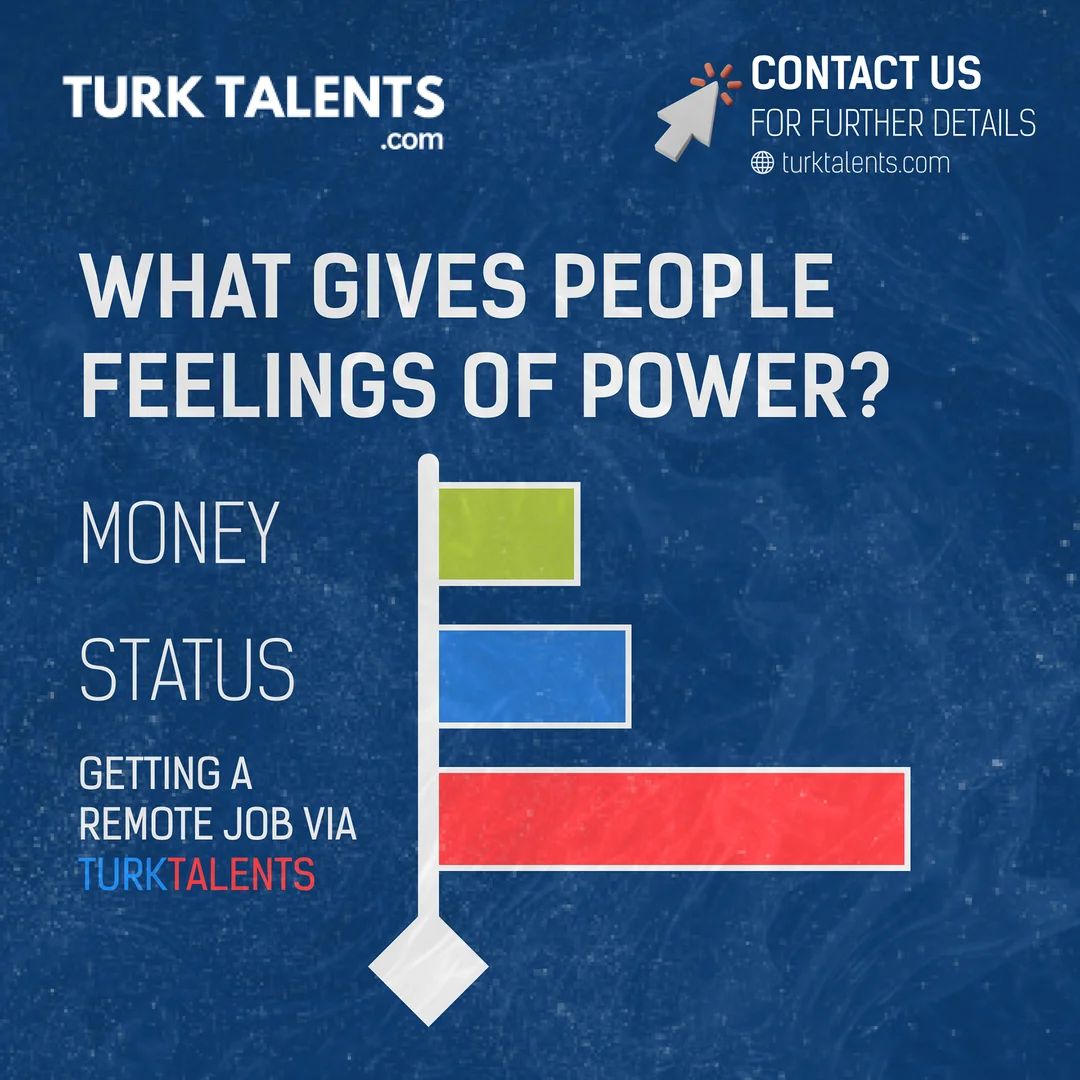 TURK TALENTS
.com
CONTACT US
FOR FURTHER DETAILS
turktalents.com
WHAT GIVES PEOPLE
FEELINGS OF POWER?
MONEY
STATUS
GETTING A
REMOTE JOB VIA
TURKTALENTS